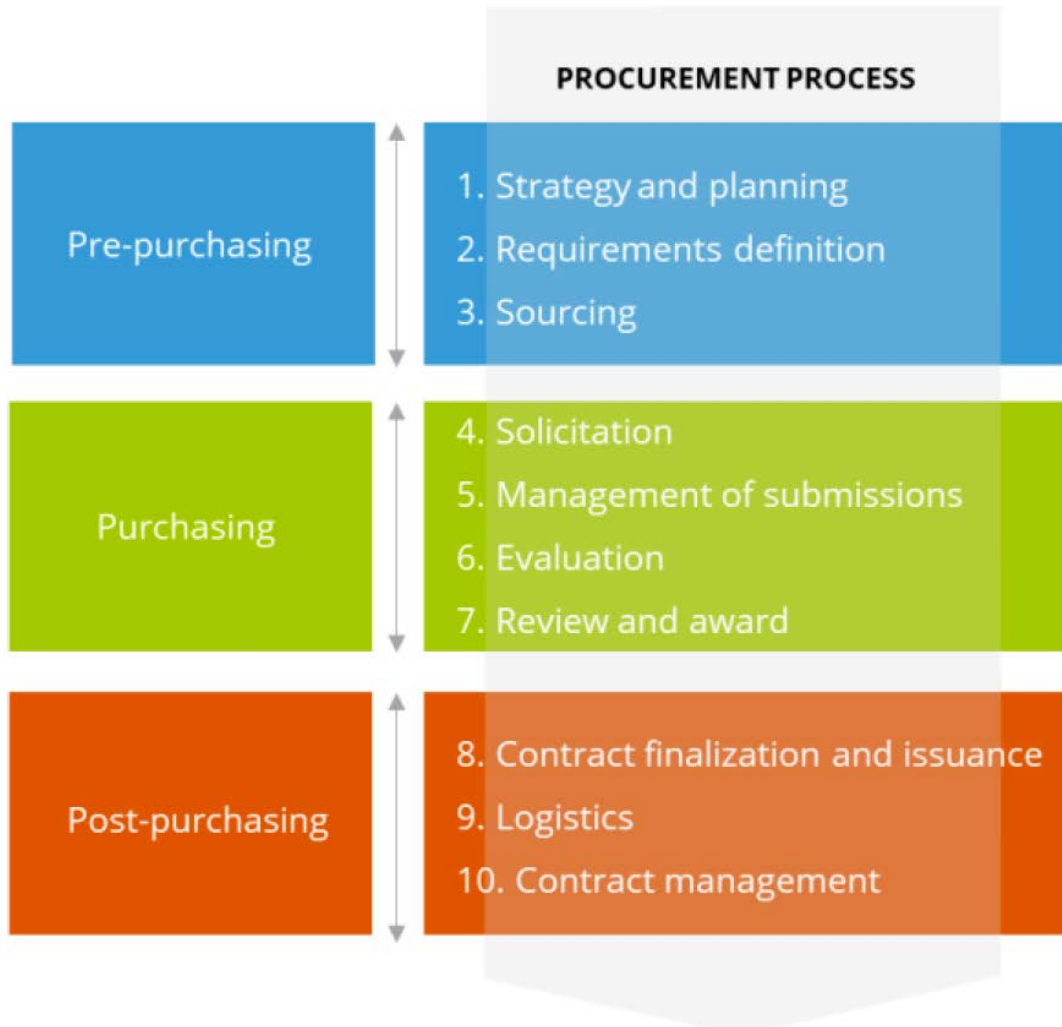 PROCUREMENT PROCESS
Pre-purchasing
1. Strategy and planning
2. Requirements definition
3. Sourcing
Purchasing
4. Solicitation
5. Management of submissions
6. Evaluation
7. Review and award
Post-purchasing
8. Contract finalization and issuance
9. Logistics
10. Contract management